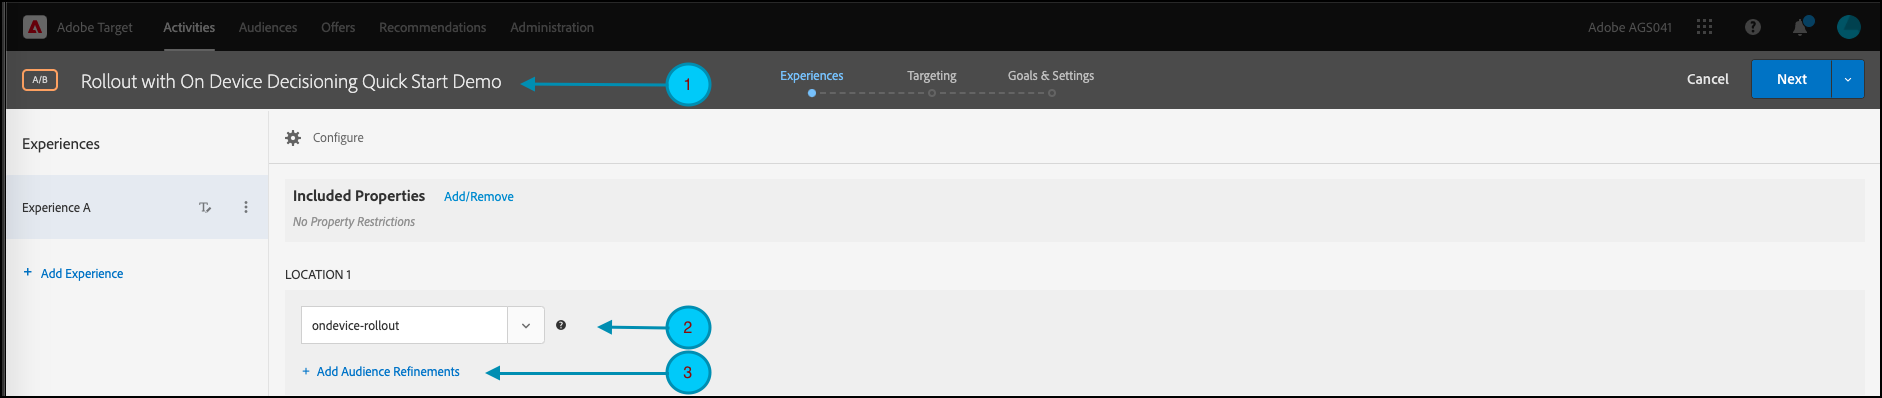 Adobe Target Activities Audiences Offers Recommendations Administration Adobe AGS041 ?
A/B Rollout with On Device Decisioning Quick Start Demo 1 Experiences Targeting Goals & Settings Cancel Next
Experiences
Configure
Included Properties Add/Remove
Experience A
No Property Restrictions
+ Add Experience
LOCATION 1
ondevice-rollout ? 2
+ Add Audience Refinements 3